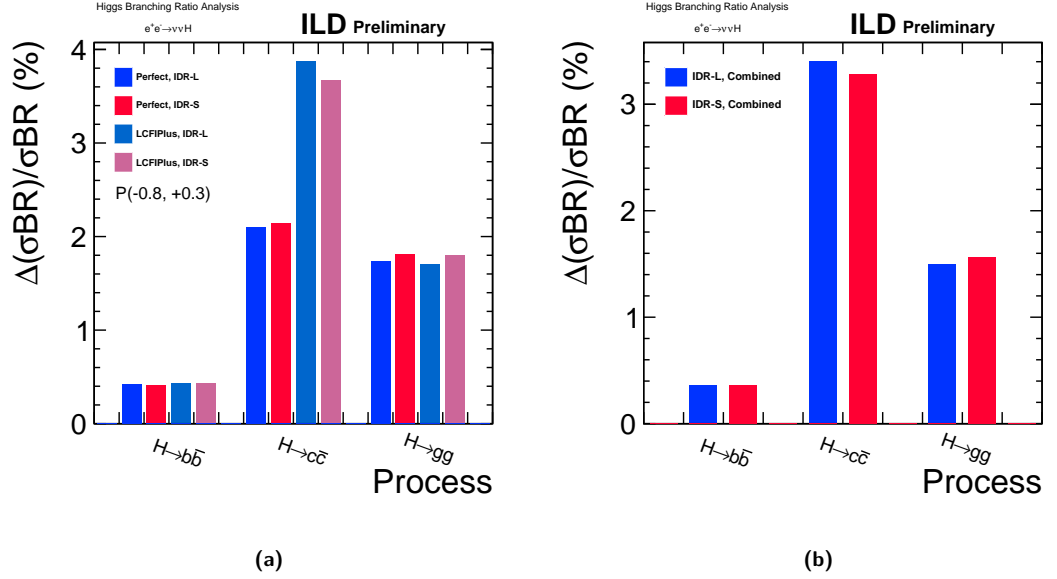 Higgs Branching Ratio Analysis
e⁺e⁻→ννH
ILD Preliminary
Δ(σBR)/σBR (%)
4
3
2
1
0
Perfect, IDR-L
Perfect, IDR-S
LCFIPlus, IDR-L
LCFIPlus, IDR-S
P(-0.8, +0.3)
H→bb̅
H→cc̅
H→gg
Process
(a)
Higgs Branching Ratio Analysis
e⁺e⁻→ννH
ILD Preliminary
Δ(σBR)/σBR (%)
3
2
1
0
IDR-L, Combined
IDR-S, Combined
H→bb̅
H→cc̅
H→gg
Process
(b)